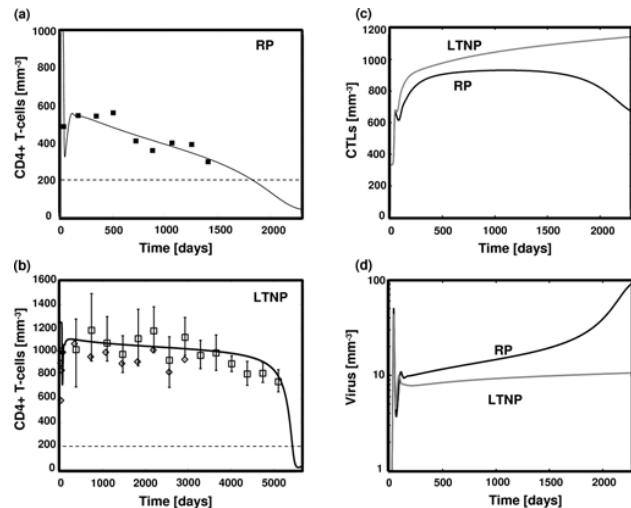 (a)
RP
CD4+ T-cells [mm⁻³]
1000
800
600
400
200
0
0 500 1000 1500 2000
Time [days]
(b)
LTNP
CD4+ T-cells [mm⁻³]
1600
1400
1200
1000
800
600
400
200
0
0 1000 2000 3000 4000 5000
Time [days]
(c)
LTNP
RP
CTLs [mm⁻³]
1200
1000
800
600
400
200
0
0 500 1000 1500 2000
Time [days]
(d)
RP
LTNP
Virus [mm⁻³]
100
10
1
0 500 1000 1500 2000
Time [days]